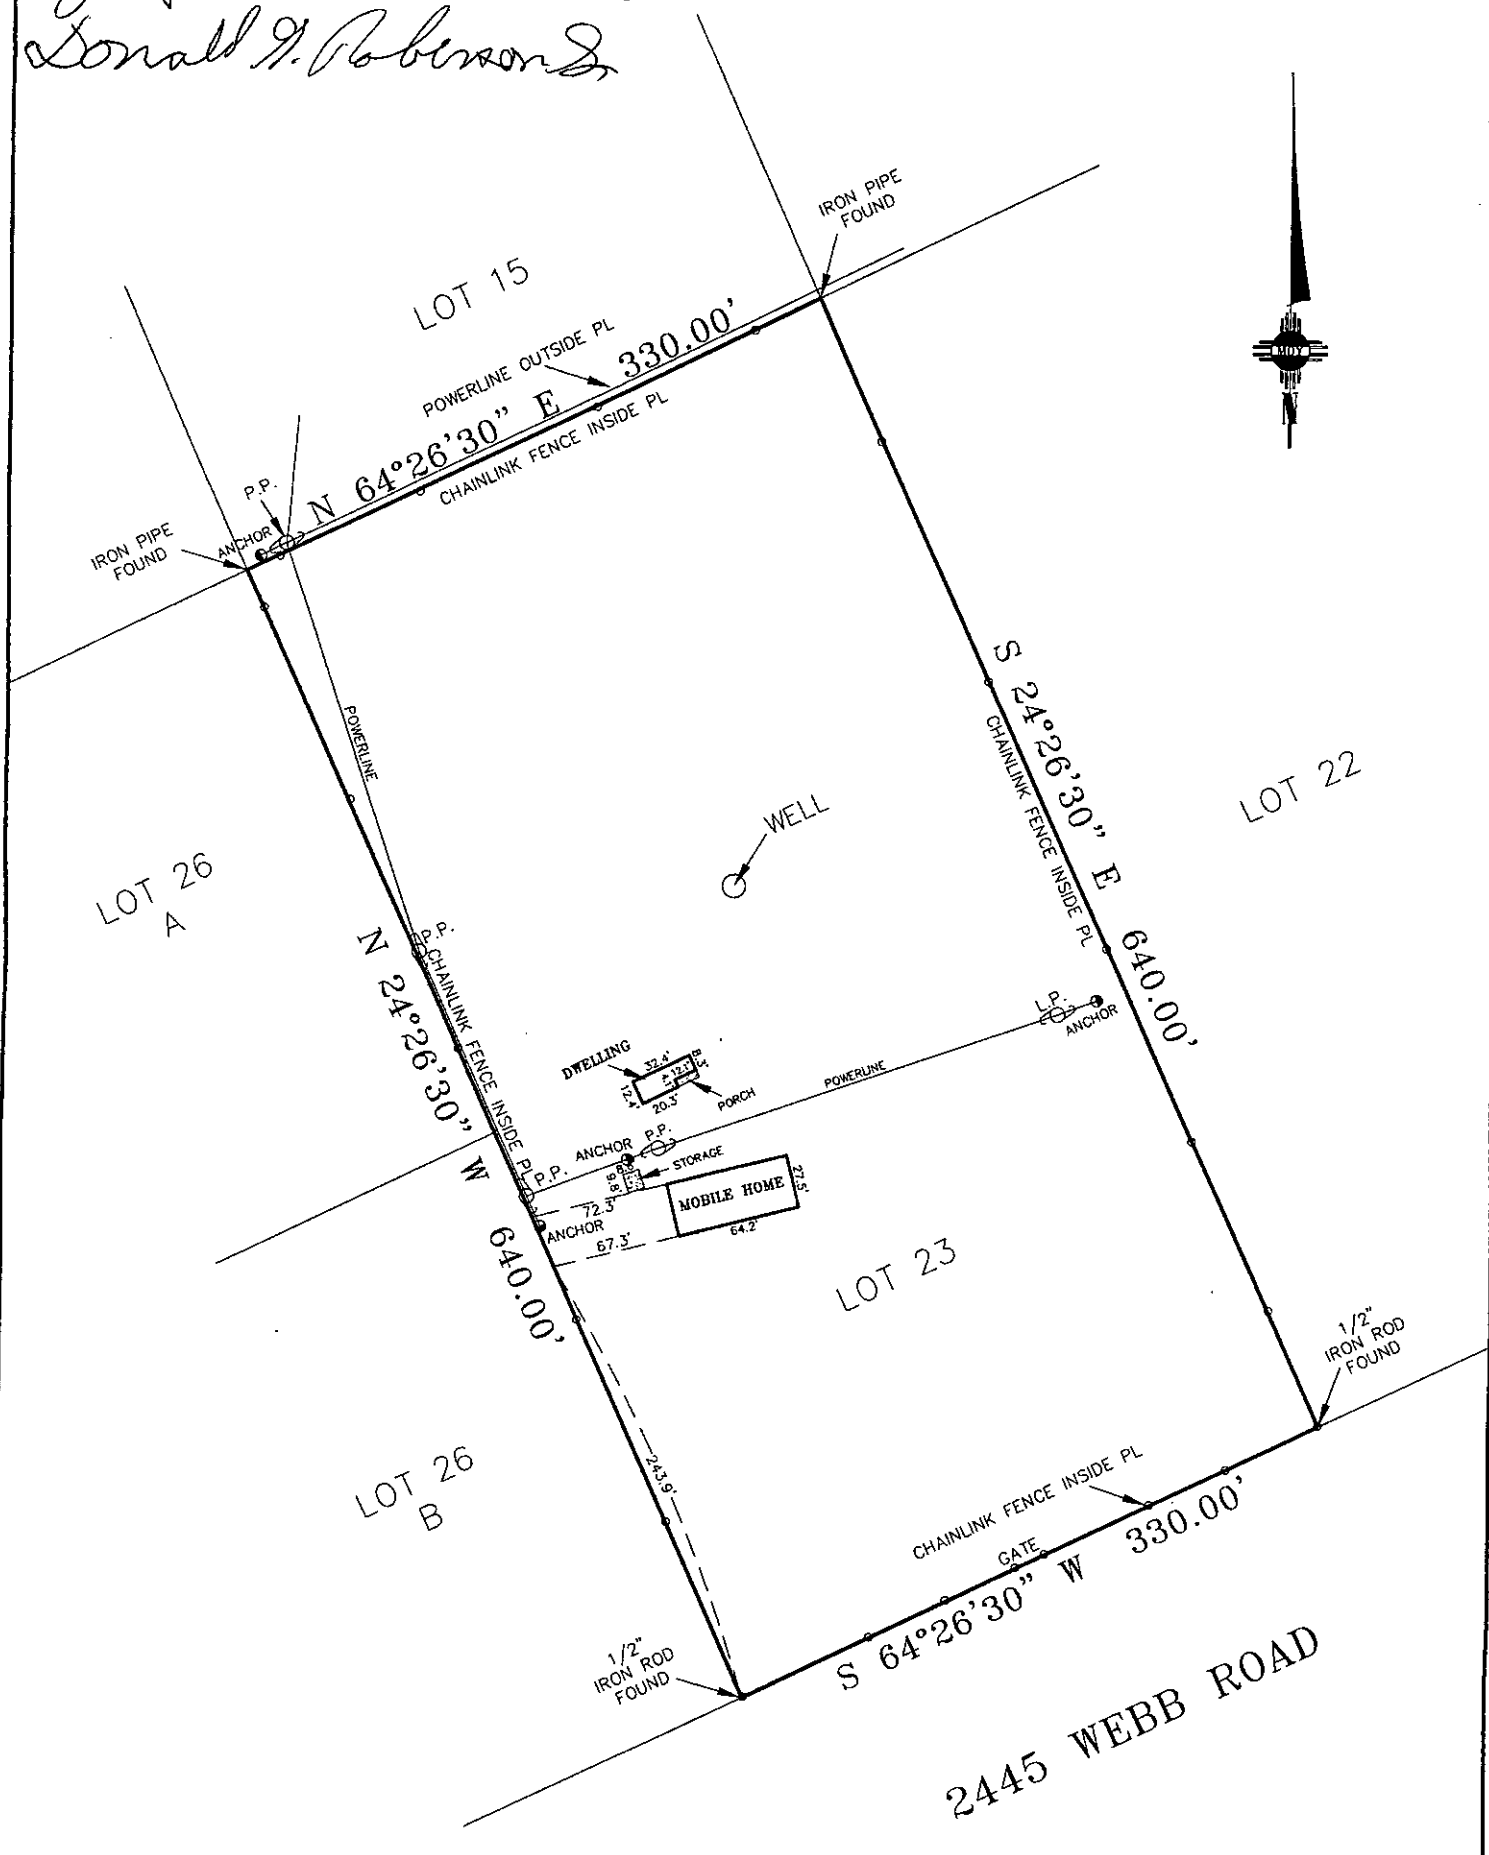 Donald G. Roberson Sr
IRON PIPE
FOUND
LOT 15
POWERLINE OUTSIDE PL
N 64°26'30" E 330.00'
CHAINLINK FENCE INSIDE PL
P.P.
ANCHOR
IRON PIPE
FOUND
N
POWERLINE
S 24°26'30" E 640.00'
CHAINLINK FENCE INSIDE PL
LOT 22
WELL
LOT 26
A
P.P.
CHAINLINK FENCE INSIDE PL
N 24°26'30" W 640.00'
L.P.
ANCHOR
DWELLING
32.4'
8.3'
12.1'
12.4'
20.3'
PORCH
POWERLINE
ANCHOR
P.P.
STORAGE
9.8'
P.P.
MOBILE HOME
27.5'
72.3'
64.2'
ANCHOR
67.3'
LOT 23
1/2"
IRON ROD
FOUND
LOT 26
B
243.9'
CHAINLINK FENCE INSIDE PL
GATE
S 64°26'30" W 330.00'
1/2"
IRON ROD
FOUND
2445 WEBB ROAD